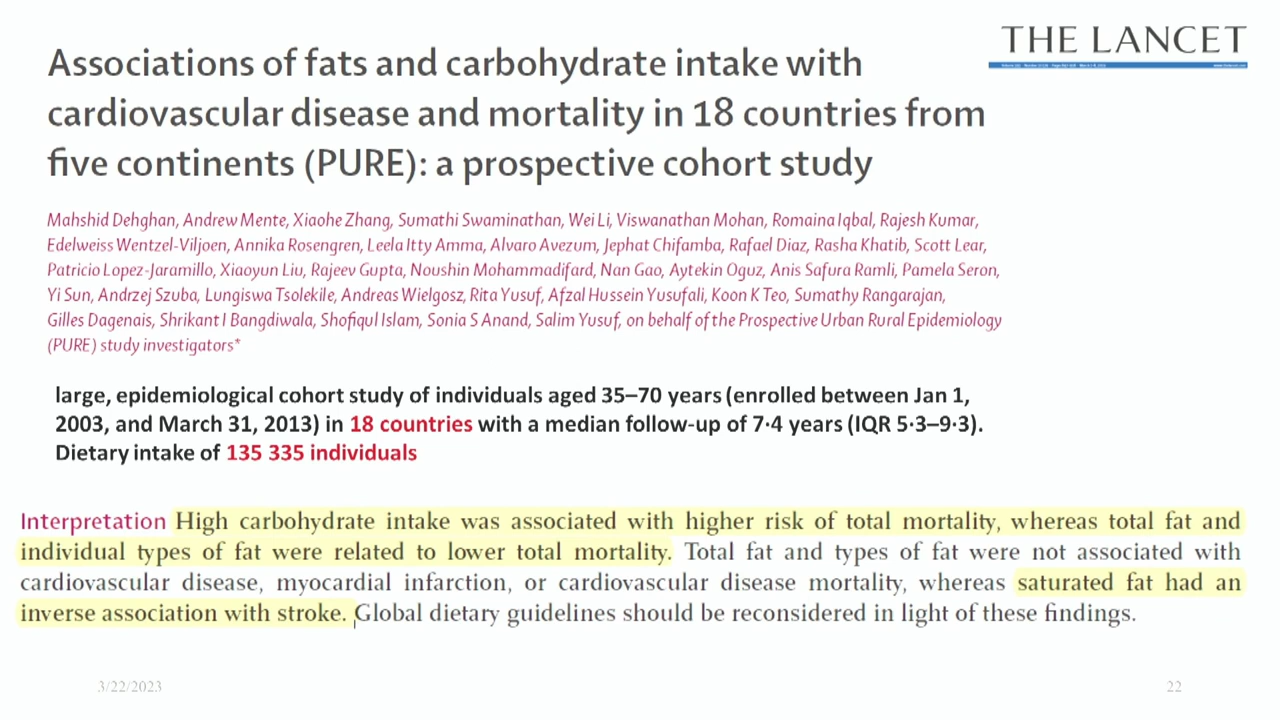 THE LANCET
Associations of fats and carbohydrate intake with
cardiovascular disease and mortality in 18 countries from
five continents (PURE): a prospective cohort study
Mahshid Dehghan, Andrew Mente, Xiaohe Zhang, Sumathi Swaminathan, Wei Li, Viswanathan Mohan, Romaina Iqbal, Rajesh Kumar,
Edelweiss Wentzel-Viljoen, Annika Rosengren, Leela Itty Amma, Alvaro Avezum, Jephat Chifamba, Rafael Diaz, Rasha Khatib, Scott Lear,
Patricio Lopez-Jaramillo, Xiaoyun Liu, Rajeev Gupta, Noushin Mohammadifard, Nan Gao, Aytekin Oguz, Anis Safura Ramli, Pamela Seron,
Yi Sun, Andrzej Szuba, Lungiswa Tsolekile, Andreas Wielgosz, Rita Yusuf, Afzal Hussein Yusufali, Koon K Teo, Sumathy Rangarajan,
Gilles Dagenais, Shrikant I Bangdiwala, Shofiqul Islam, Sonia S Anand, Salim Yusuf, on behalf of the Prospective Urban Rural Epidemiology
(PURE) study investigators*
large, epidemiological cohort study of individuals aged 35–70 years (enrolled between Jan 1,
2003, and March 31, 2013) in 18 countries with a median follow-up of 7·4 years (IQR 5·3–9·3).
Dietary intake of 135 335 individuals
Interpretation High carbohydrate intake was associated with higher risk of total mortality, whereas total fat and
individual types of fat were related to lower total mortality. Total fat and types of fat were not associated with
cardiovascular disease, myocardial infarction, or cardiovascular disease mortality, whereas saturated fat had an
inverse association with stroke. Global dietary guidelines should be reconsidered in light of these findings.
3/22/2023
22